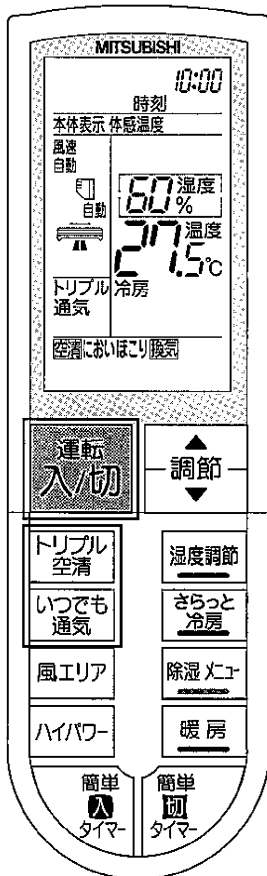 MITSUBISHI
10:00
時刻
本体表示 体感温度
風速
自動
自動
60 湿度
%
27.5 温度
℃
トリプル 冷房
通気
空清 においほこり 換気
運転
入/切
調節
トリプル
空清
湿度調節
いつでも
通気
さらっと
冷房
風エリア
除湿 メニュー
ハイパワー
暖房
簡単
入
タイマー
簡単
切
タイマー